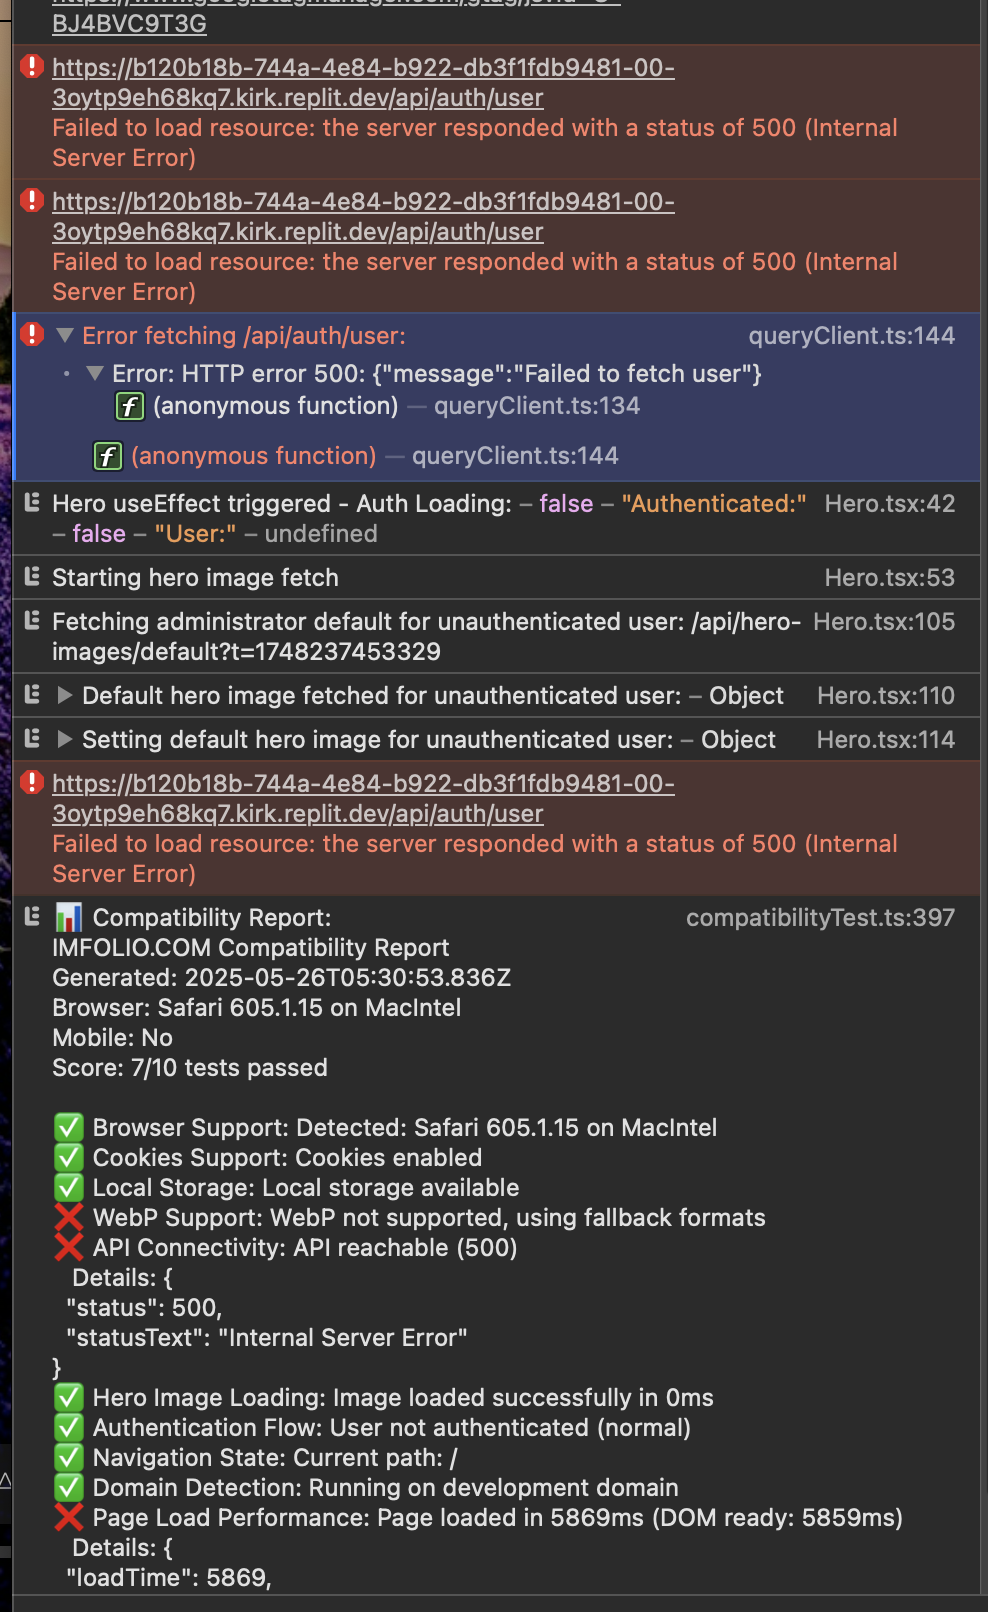 BJ4BVC9T3G
https://b120b18b-744a-4e84-b922-db3f1fdb9481-00-
3oytp9eh68kq7.kirk.replit.dev/api/auth/user
Failed to load resource: the server responded with a status of 500 (Internal
Server Error)
https://b120b18b-744a-4e84-b922-db3f1fdb9481-00-
3oytp9eh68kq7.kirk.replit.dev/api/auth/user
Failed to load resource: the server responded with a status of 500 (Internal
Server Error)
Error fetching /api/auth/user: queryClient.ts:144
Error: HTTP error 500: {"message":"Failed to fetch user"}
f (anonymous function) — queryClient.ts:134
f (anonymous function) — queryClient.ts:144
Hero useEffect triggered - Auth Loading: – false – "Authenticated:" Hero.tsx:42
– false – "User:" – undefined
Starting hero image fetch Hero.tsx:53
Fetching administrator default for unauthenticated user: /api/hero- Hero.tsx:105
images/default?t=1748237453329
Default hero image fetched for unauthenticated user: – Object Hero.tsx:110
Setting default hero image for unauthenticated user: – Object Hero.tsx:114
https://b120b18b-744a-4e84-b922-db3f1fdb9481-00-
3oytp9eh68kq7.kirk.replit.dev/api/auth/user
Failed to load resource: the server responded with a status of 500 (Internal
Server Error)
📊 Compatibility Report: compatibilityTest.ts:397
IMFOLIO.COM Compatibility Report
Generated: 2025-05-26T05:30:53.836Z
Browser: Safari 605.1.15 on MacIntel
Mobile: No
Score: 7/10 tests passed
✅ Browser Support: Detected: Safari 605.1.15 on MacIntel
✅ Cookies Support: Cookies enabled
✅ Local Storage: Local storage available
❌ WebP Support: WebP not supported, using fallback formats
❌ API Connectivity: API reachable (500)
Details: {
"status": 500,
"statusText": "Internal Server Error"
}
✅ Hero Image Loading: Image loaded successfully in 0ms
✅ Authentication Flow: User not authenticated (normal)
✅ Navigation State: Current path: /
✅ Domain Detection: Running on development domain
❌ Page Load Performance: Page loaded in 5869ms (DOM ready: 5859ms)
Details: {
"loadTime": 5869,